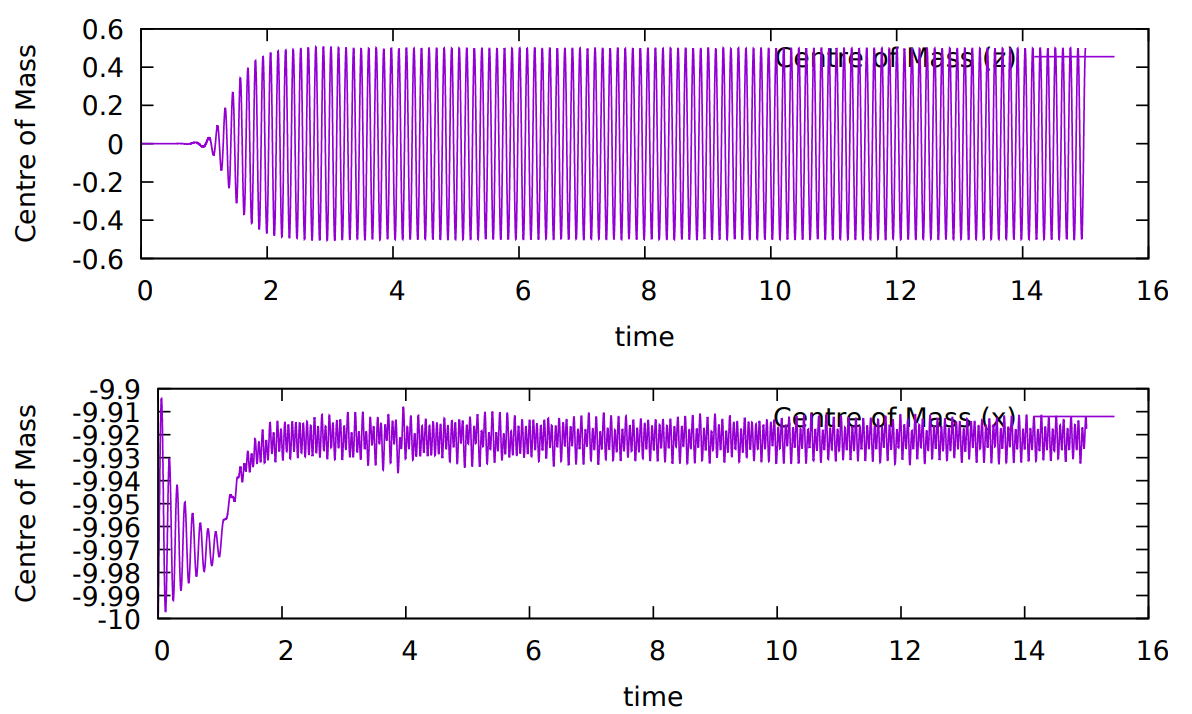 Centre of Mass
0.6
0.4
0.2
0
-0.2
-0.4
-0.6
Centre of Mass (z)
0 2 4 6 8 10 12 14 16
time
Centre of Mass
-9.9
-9.91
-9.92
-9.93
-9.94
-9.95
-9.96
-9.97
-9.98
-9.99
-10
Centre of Mass (x)
0 2 4 6 8 10 12 14 16
time